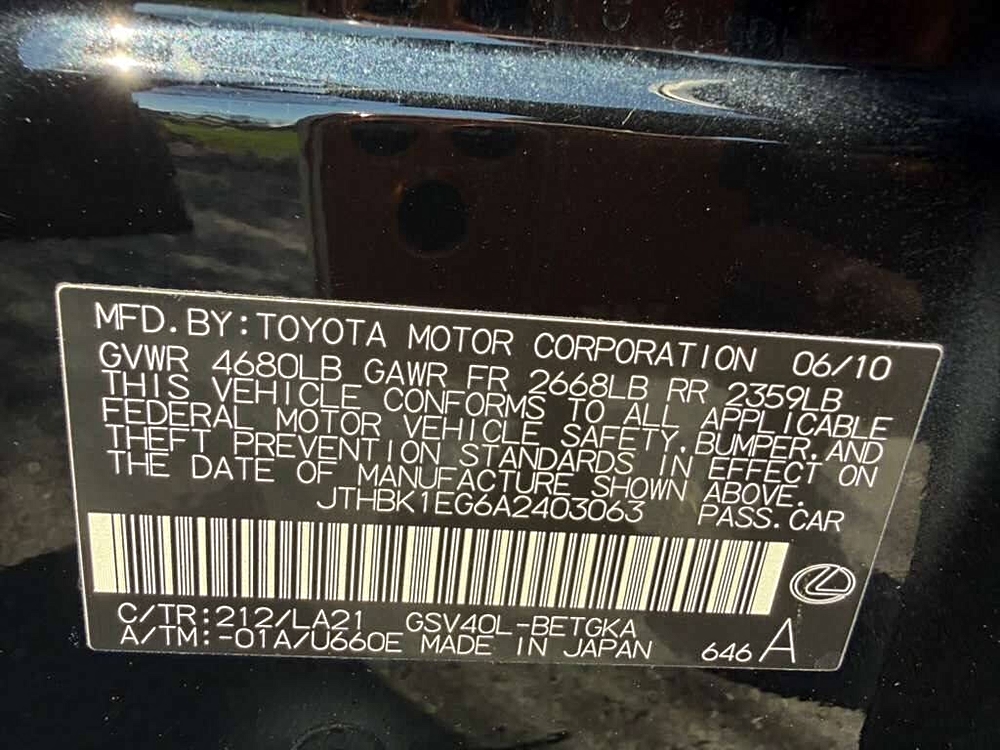 MFD.BY:TOYOTA MOTOR CORPORATION 06/10
GVWR 4680LB GAWR FR 2668LB RR 2359LB
THIS VEHICLE CONFORMS TO ALL APPLICABLE
FEDERAL MOTOR VEHICLE SAFETY,BUMPER,AND
THEFT PREVENTION STANDARDS IN EFFECT ON
THE DATE OF MANUFACTURE SHOWN ABOVE.
JTHBK1EG6A2403063 PASS.CAR
C/TR:212/LA21 GSV40L-BETGKA
A/TM:-01A/U660E MADE IN JAPAN 646 A